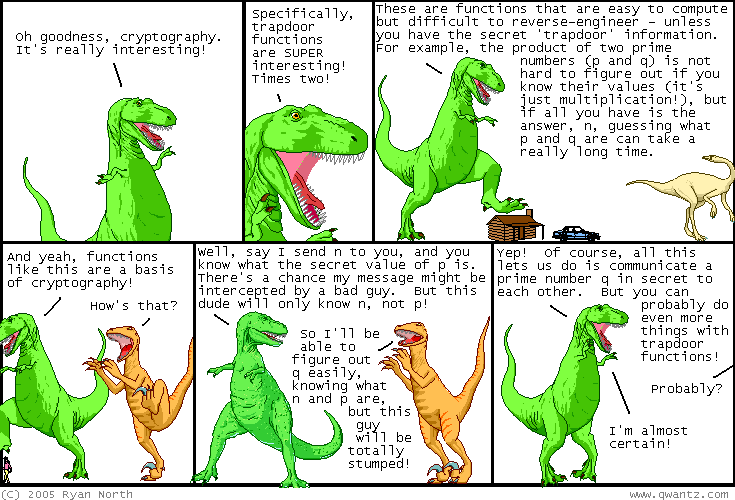 Oh goodness, cryptography.
It's really interesting!
Specifically,
trapdoor
functions
are SUPER
interesting!
Times two!
These are functions that are easy to compute
but difficult to reverse-engineer - unless
you have the secret 'trapdoor' information.
For example, the product of two prime
numbers (p and q) is not
hard to figure out if you
know their values (it's
just multiplication!), but
if all you have is the
answer, n, guessing what
p and q are can take a
really long time.
And yeah, functions
like this are a basis
of cryptography!
How's that?
Well, say I send n to you, and you
know what the secret value of p is.
There's a chance my message might be
intercepted by a bad guy. But this
dude will only know n, not p!
So I'll be
able to
figure out
q easily,
knowing what
n and p are,
but this
guy
will be
totally
stumped!
Yep! Of course, all this
lets us do is communicate a
prime number q in secret to
each other. But you can
probably do
even more
things with
trapdoor
functions!
Probably?
I'm almost
certain!
(C) 2005 Ryan North
www.qwantz.com